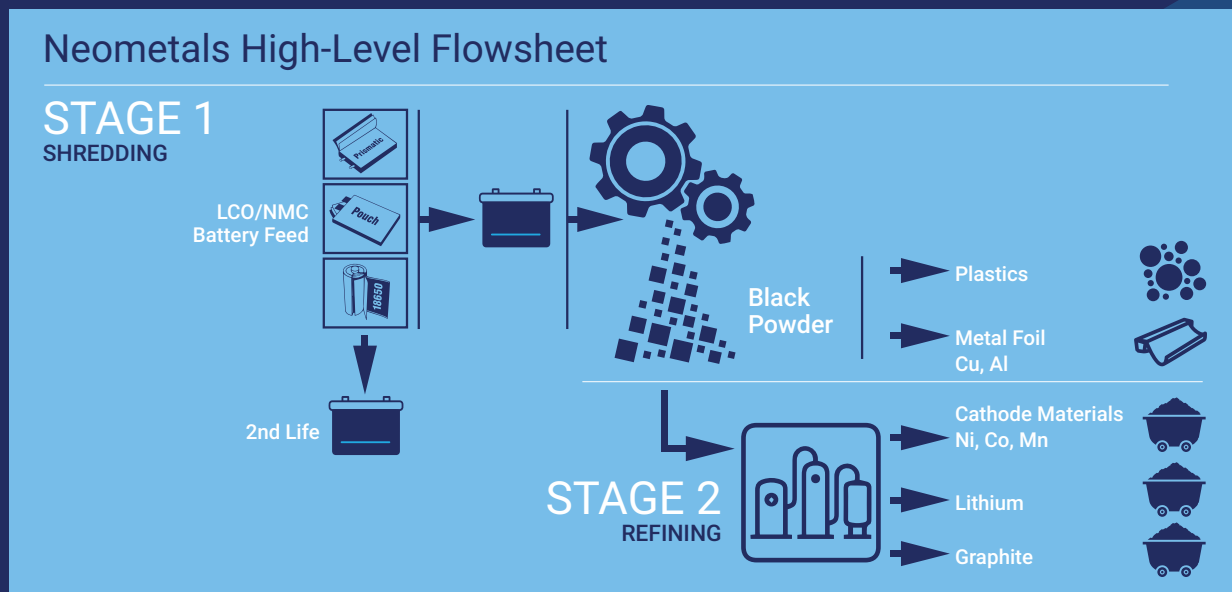 Neometals High-Level Flowsheet
STAGE 1
SHREDDING
Prismatic
LCO/NMC
Battery Feed
Pouch
18650
2nd Life
Black
Powder
Plastics
Metal Foil
Cu, Al
STAGE 2
REFINING
Cathode Materials
Ni, Co, Mn
Lithium
Graphite